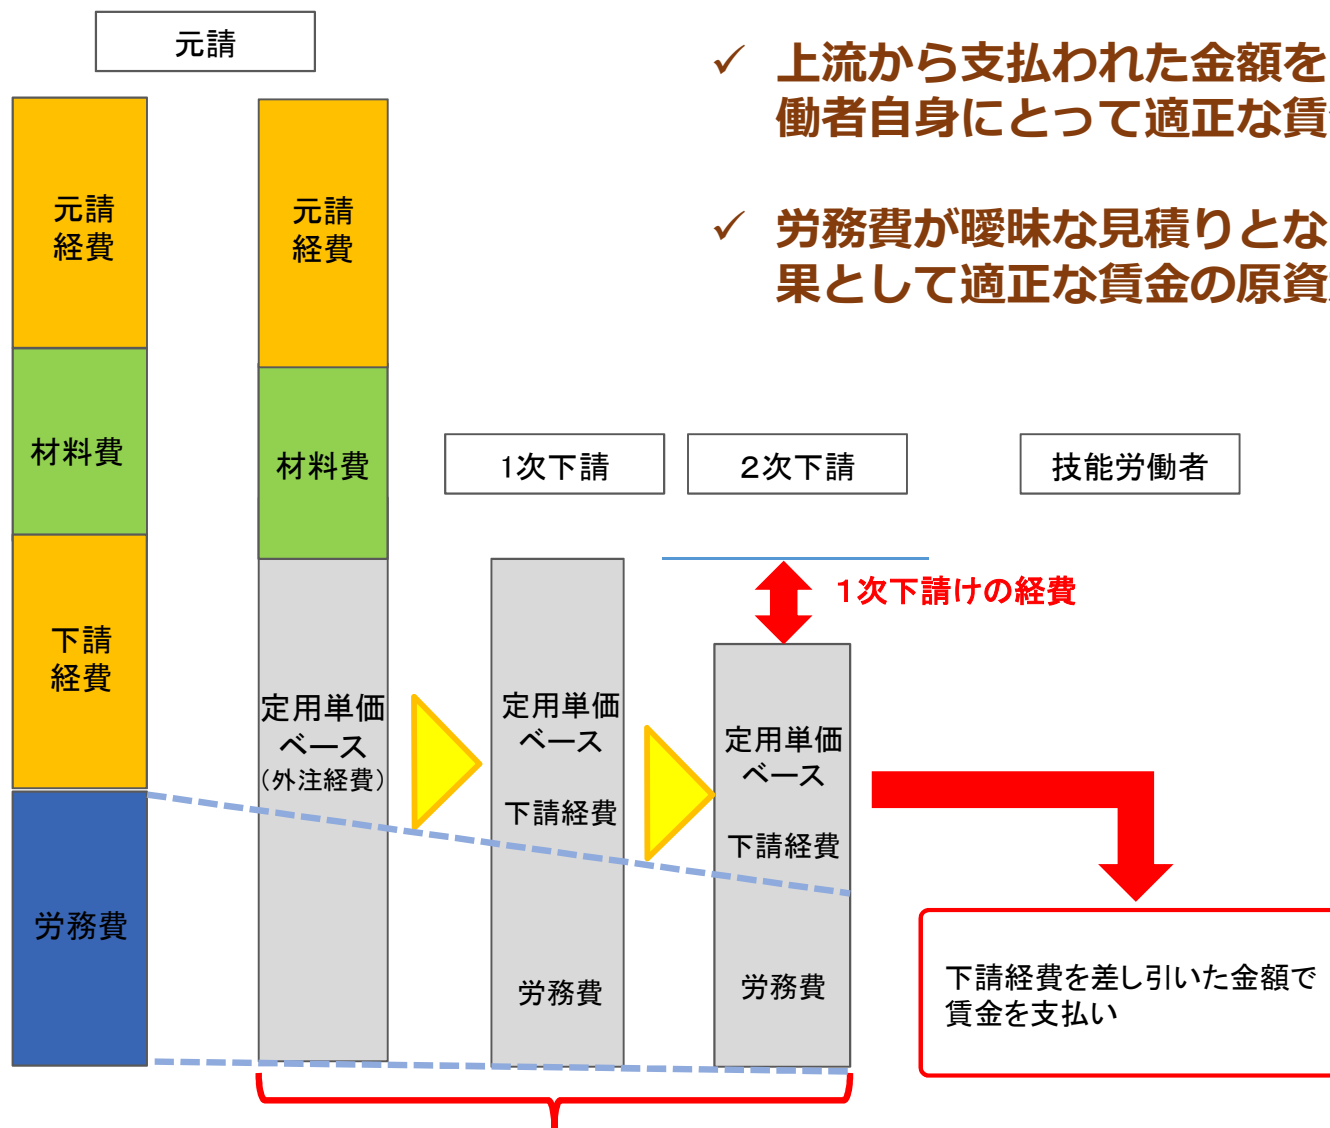 元請
上流から支払われた金額を
働者自身にとって適正な賃
労務費が曖昧な見積りとな
果として適正な賃金の原資
元請
経費
元請
経費
材料費
材料費
1次下請
２次下請
技能労働者
１次下請けの経費
下請
経費
定用単価
ベース
（外注経費）
定用単価
ベース
下請経費
定用単価
ベース
下請経費
労務費
労務費
労務費
下請経費を差し引いた金額で
賃金を支払い